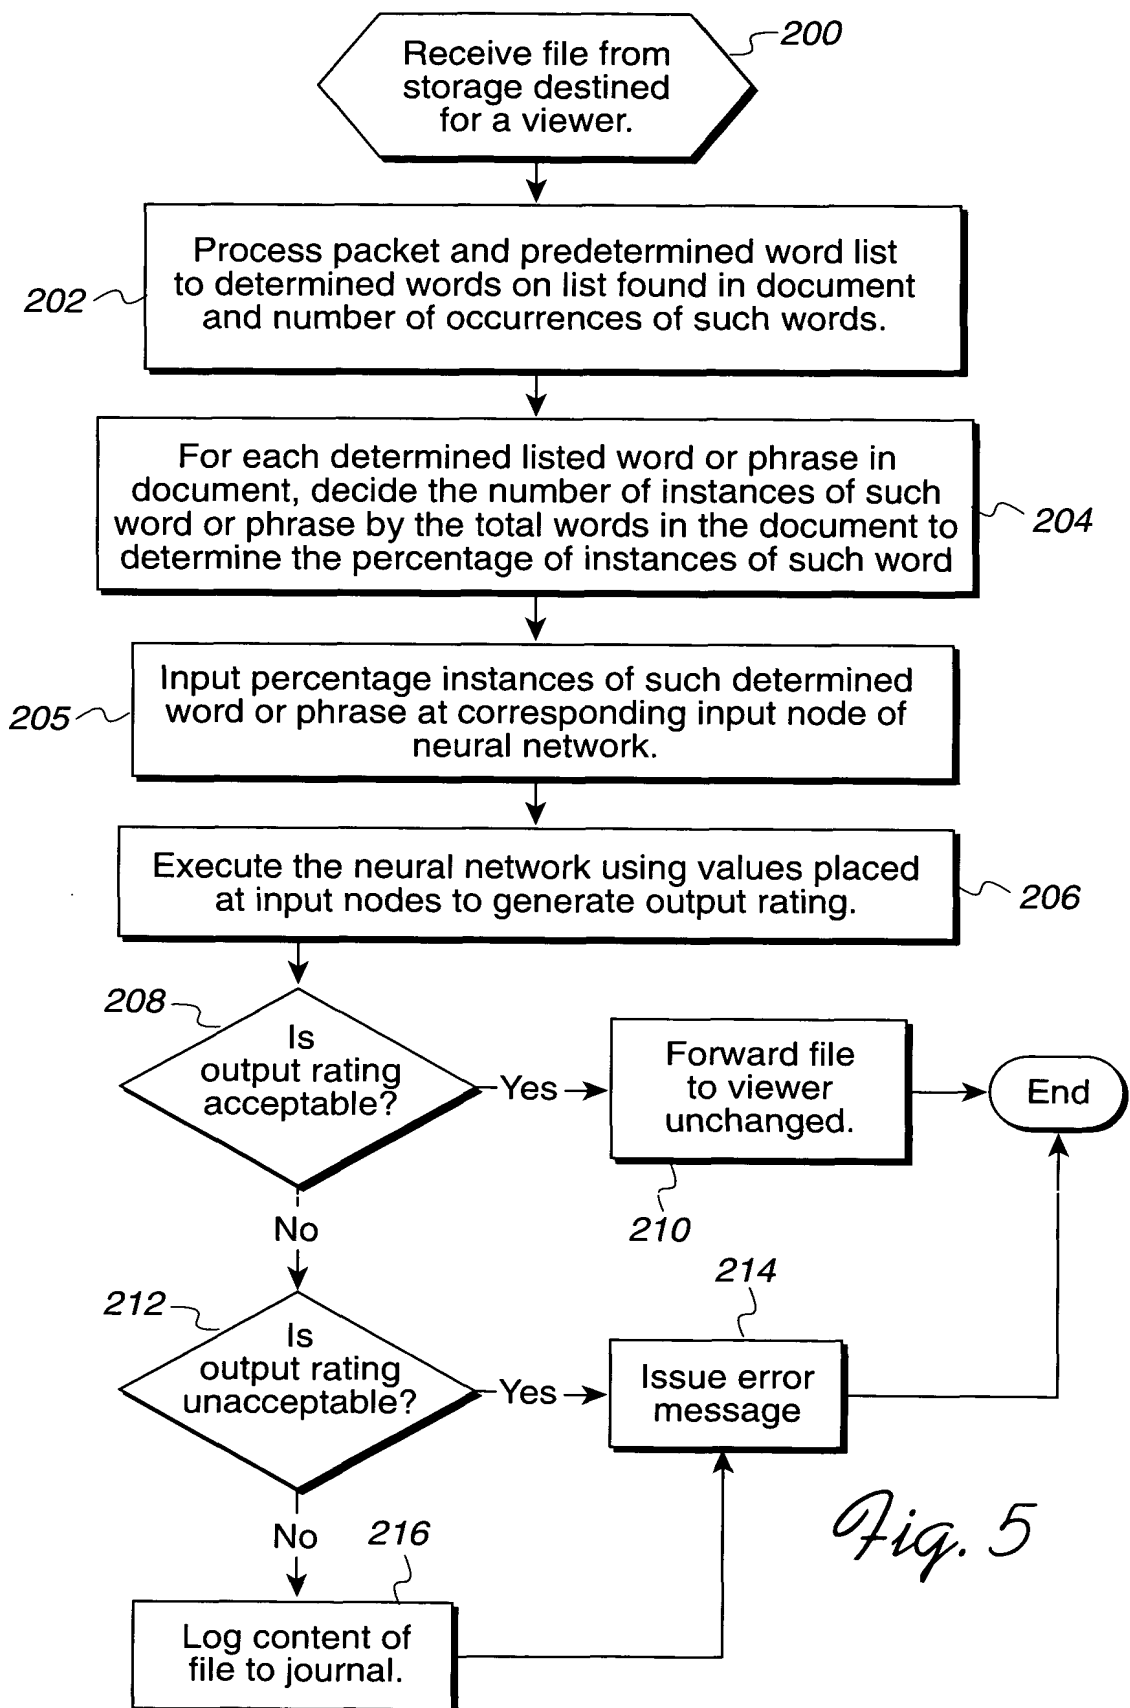 200
Receive file from
storage destined
for a viewer.
Process packet and predetermined word list
to determined words on list found in document
and number of occurrences of such words.
202
For each determined listed word or phrase in
document, decide the number of instances of such
word or phrase by the total words in the document to
determine the percentage of instances of such word
204
Input percentage instances of such determined
word or phrase at corresponding input node of
neural network.
205
Execute the neural network using values placed
at input nodes to generate output rating.
206
208
Is
output rating
acceptable?
Yes
Forward file
to viewer
unchanged.
End
210
No
212
Is
output rating
unacceptable?
Yes
214
Issue error
message
No
216
Log content of
file to journal.
Fig. 5